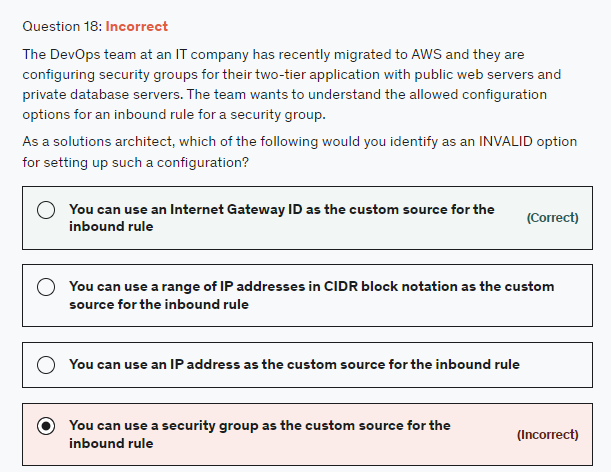 Question 18: Incorrect
The DevOps team at an IT company has recently migrated to AWS and they are
configuring security groups for their two-tier application with public web servers and
private database servers. The team wants to understand the allowed configuration
options for an inbound rule for a security group.
As a solutions architect, which of the following would you identify as an INVALID option
for setting up such a configuration?
You can use an Internet Gateway ID as the custom source for the
inbound rule
(Correct)
You can use a range of IP addresses in CIDR block notation as the custom
source for the inbound rule
You can use an IP address as the custom source for the inbound rule
You can use a security group as the custom source for the
inbound rule
(Incorrect)